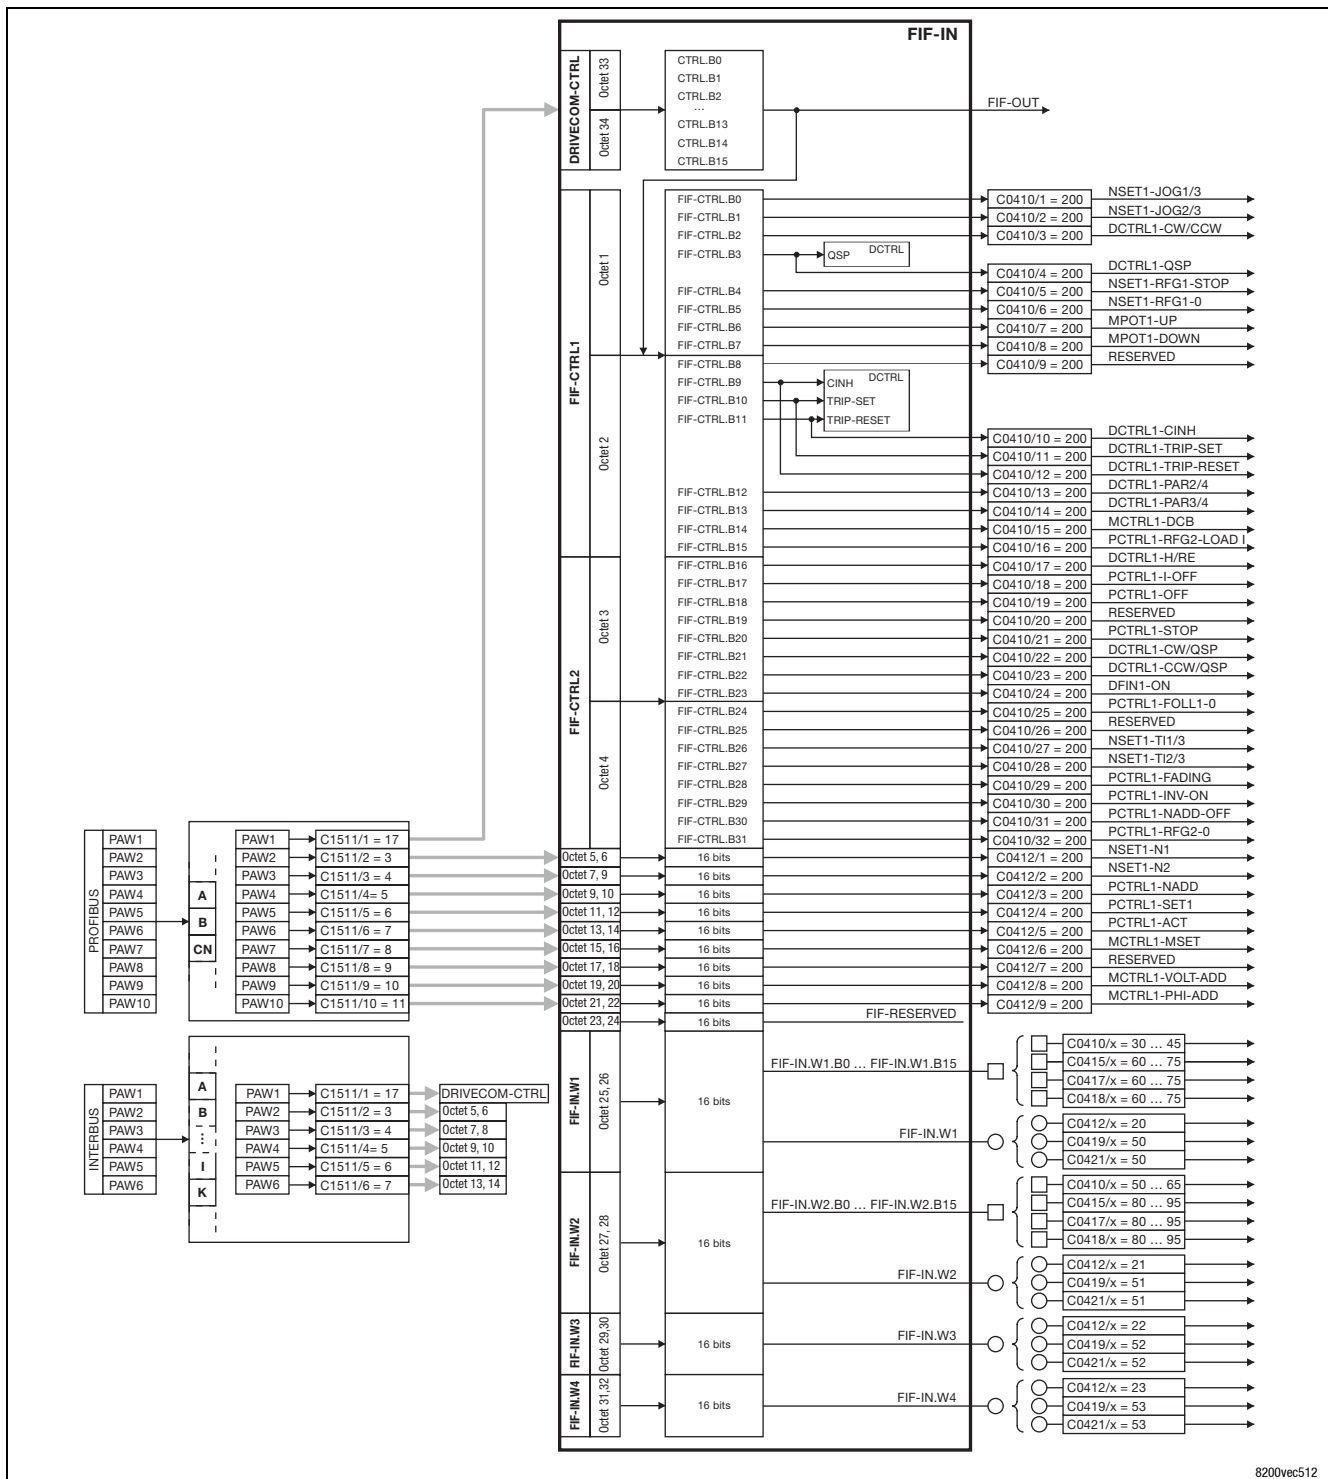 FIF-IN
DRIVECOM-CTRL
Octet 33
Octet 34
CTRL.B0
CTRL.B1
CTRL.B2
...
CTRL.B13
CTRL.B14
CTRL.B15
FIF-OUT
FIF-CTRL1
Octet 1
Octet 2
FIF-CTRL.B0
C0410/1 = 200
NSET1-JOG1/3
FIF-CTRL.B1
C0410/2 = 200
NSET1-JOG2/3
FIF-CTRL.B2
C0410/3 = 200
DCTRL1-CW/CCW
FIF-CTRL.B3
QSP
DCTRL
C0410/4 = 200
DCTRL1-QSP
FIF-CTRL.B4
C0410/5 = 200
NSET1-RFG1-STOP
FIF-CTRL.B5
C0410/6 = 200
NSET1-RFG1-0
FIF-CTRL.B6
C0410/7 = 200
MPOT1-UP
FIF-CTRL.B7
C0410/8 = 200
MPOT1-DOWN
FIF-CTRL.B8
C0410/9 = 200
RESERVED
FIF-CTRL.B9
FIF-CTRL.B10
FIF-CTRL.B11
CINH
DCTRL
TRIP-SET
TRIP-RESET
C0410/10 = 200
DCTRL1-CINH
C0410/11 = 200
DCTRL1-TRIP-SET
C0410/12 = 200
DCTRL1-TRIP-RESET
FIF-CTRL.B12
C0410/13 = 200
DCTRL1-PAR2/4
FIF-CTRL.B13
C0410/14 = 200
DCTRL1-PAR3/4
FIF-CTRL.B14
C0410/15 = 200
MCTRL1-DCB
FIF-CTRL.B15
C0410/16 = 200
PCTRL1-RFG2-LOAD I
FIF-CTRL2
Octet 3
Octet 4
FIF-CTRL.B16
C0410/17 = 200
DCTRL1-H/RE
FIF-CTRL.B17
C0410/18 = 200
PCTRL1-I-OFF
FIF-CTRL.B18
C0410/19 = 200
PCTRL1-OFF
FIF-CTRL.B19
C0410/20 = 200
RESERVED
FIF-CTRL.B20
C0410/21 = 200
PCTRL1-STOP
FIF-CTRL.B21
C0410/22 = 200
DCTRL1-CW/QSP
FIF-CTRL.B22
C0410/23 = 200
DCTRL1-CCW/QSP
FIF-CTRL.B23
C0410/24 = 200
DFIN1-ON
FIF-CTRL.B24
C0410/25 = 200
PCTRL1-FOLL1-0
FIF-CTRL.B25
C0410/26 = 200
RESERVED
FIF-CTRL.B26
C0410/27 = 200
NSET1-TI1/3
FIF-CTRL.B27
C0410/28 = 200
NSET1-TI2/3
FIF-CTRL.B28
C0410/29 = 200
PCTRL1-FADING
FIF-CTRL.B29
C0410/30 = 200
PCTRL1-INV-ON
FIF-CTRL.B30
C0410/31 = 200
PCTRL1-NADD-OFF
FIF-CTRL.B31
C0410/32 = 200
PCTRL1-RFG2-0
PROFIBUS
PAW1
PAW2
PAW3
PAW4
PAW5
PAW6
PAW7
PAW8
PAW9
PAW10
A
B
CN
PAW1
C1511/1 = 17
PAW2
C1511/2 = 3
PAW3
C1511/3 = 4
PAW4
C1511/4= 5
PAW5
C1511/5 = 6
PAW6
C1511/6 = 7
PAW7
C1511/7 = 8
PAW8
C1511/8 = 9
PAW9
C1511/9 = 10
PAW10
C1511/10 = 11
Octet 5, 6
16 bits
C0412/1 = 200
NSET1-N1
Octet 7, 9
16 bits
C0412/2 = 200
NSET1-N2
Octet 9, 10
16 bits
C0412/3 = 200
PCTRL1-NADD
Octet 11, 12
16 bits
C0412/4 = 200
PCTRL1-SET1
Octet 13, 14
16 bits
C0412/5 = 200
PCTRL1-ACT
Octet 15, 16
16 bits
C0412/6 = 200
MCTRL1-MSET
Octet 17, 18
16 bits
C0412/7 = 200
RESERVED
Octet 19, 20
16 bits
C0412/8 = 200
MCTRL1-VOLT-ADD
Octet 21, 22
16 bits
C0412/9 = 200
MCTRL1-PHI-ADD
Octet 23, 24
16 bits
FIF-RESERVED
INTERBUS
PAW1
PAW2
PAW3
PAW4
PAW5
PAW6
A
B
...
I
K
PAW1
C1511/1 = 17
DRIVECOM-CTRL
PAW2
C1511/2 = 3
Octet 5, 6
PAW3
C1511/3 = 4
Octet 7, 8
PAW4
C1511/4= 5
Octet 9, 10
PAW5
C1511/5 = 6
Octet 11, 12
PAW6
C1511/6 = 7
Octet 13, 14
FIF-IN.W1
Octet 25, 26
16 bits
FIF-IN.W1.B0 ... FIF-IN.W1.B15
C0410/x = 30 ... 45
C0415/x = 60 ... 75
C0417/x = 60 ... 75
C0418/x = 60 ... 75
FIF-IN.W1
C0412/x = 20
C0419/x = 50
C0421/x = 50
FIF-IN.W2
Octet 27, 28
16 bits
FIF-IN.W2.B0 ... FIF-IN.W2.B15
C0410/x = 50 ... 65
C0415/x = 80 ... 95
C0417/x = 80 ... 95
C0418/x = 80 ... 95
FIF-IN.W2
C0412/x = 21
C0419/x = 51
C0421/x = 51
FIF-IN.W3
Octet 29,30
16 bits
FIF-IN.W3
C0412/x = 22
C0419/x = 52
C0421/x = 52
FIF-IN.W4
Octet 31,32
16 bits
FIF-IN.W4
C0412/x = 23
C0419/x = 53
C0421/x = 53
8200vec512